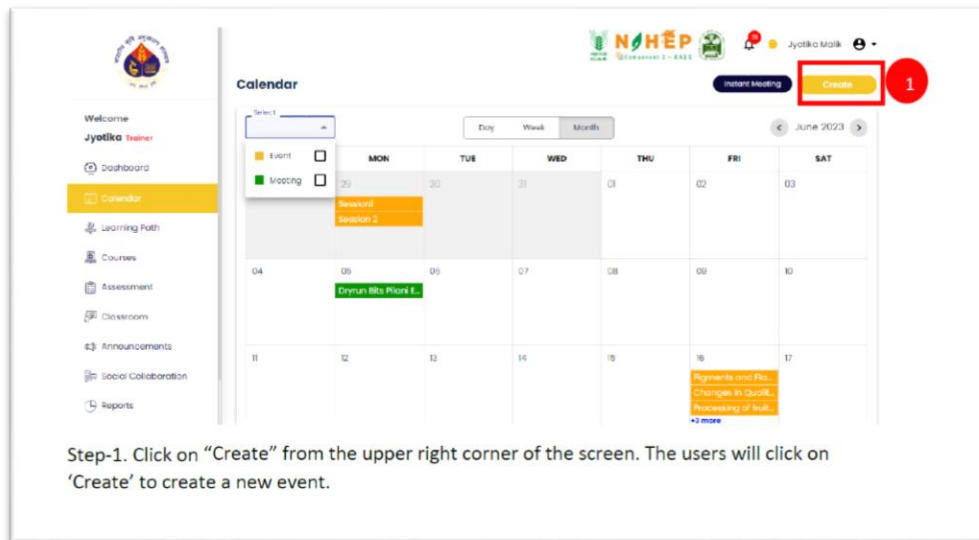 NAHEP
Component 2 - RAES
Jyotika Malik
Calendar
Instant Meeting
Create
1
Welcome
Jyotika Trainer
Dashboard
Calendar
Learning Path
Courses
Assessment
Classroom
Announcements
Social Collaboration
Reports
Select
Event
Meeting
Day Week Month
June 2023
MON TUE WED THU FRI SAT
29 30 31 01 02 03
Session1
Session 2
04 05 06 07 08 09 10
Dryrun Bits Pilani E...
11 12 13 14 15 16 17
Pigments and Fla...
Changes in Qualit...
Processing of fruit...
+3 more
Step-1. Click on “Create” from the upper right corner of the screen. The users will click on
‘Create’ to create a new event.